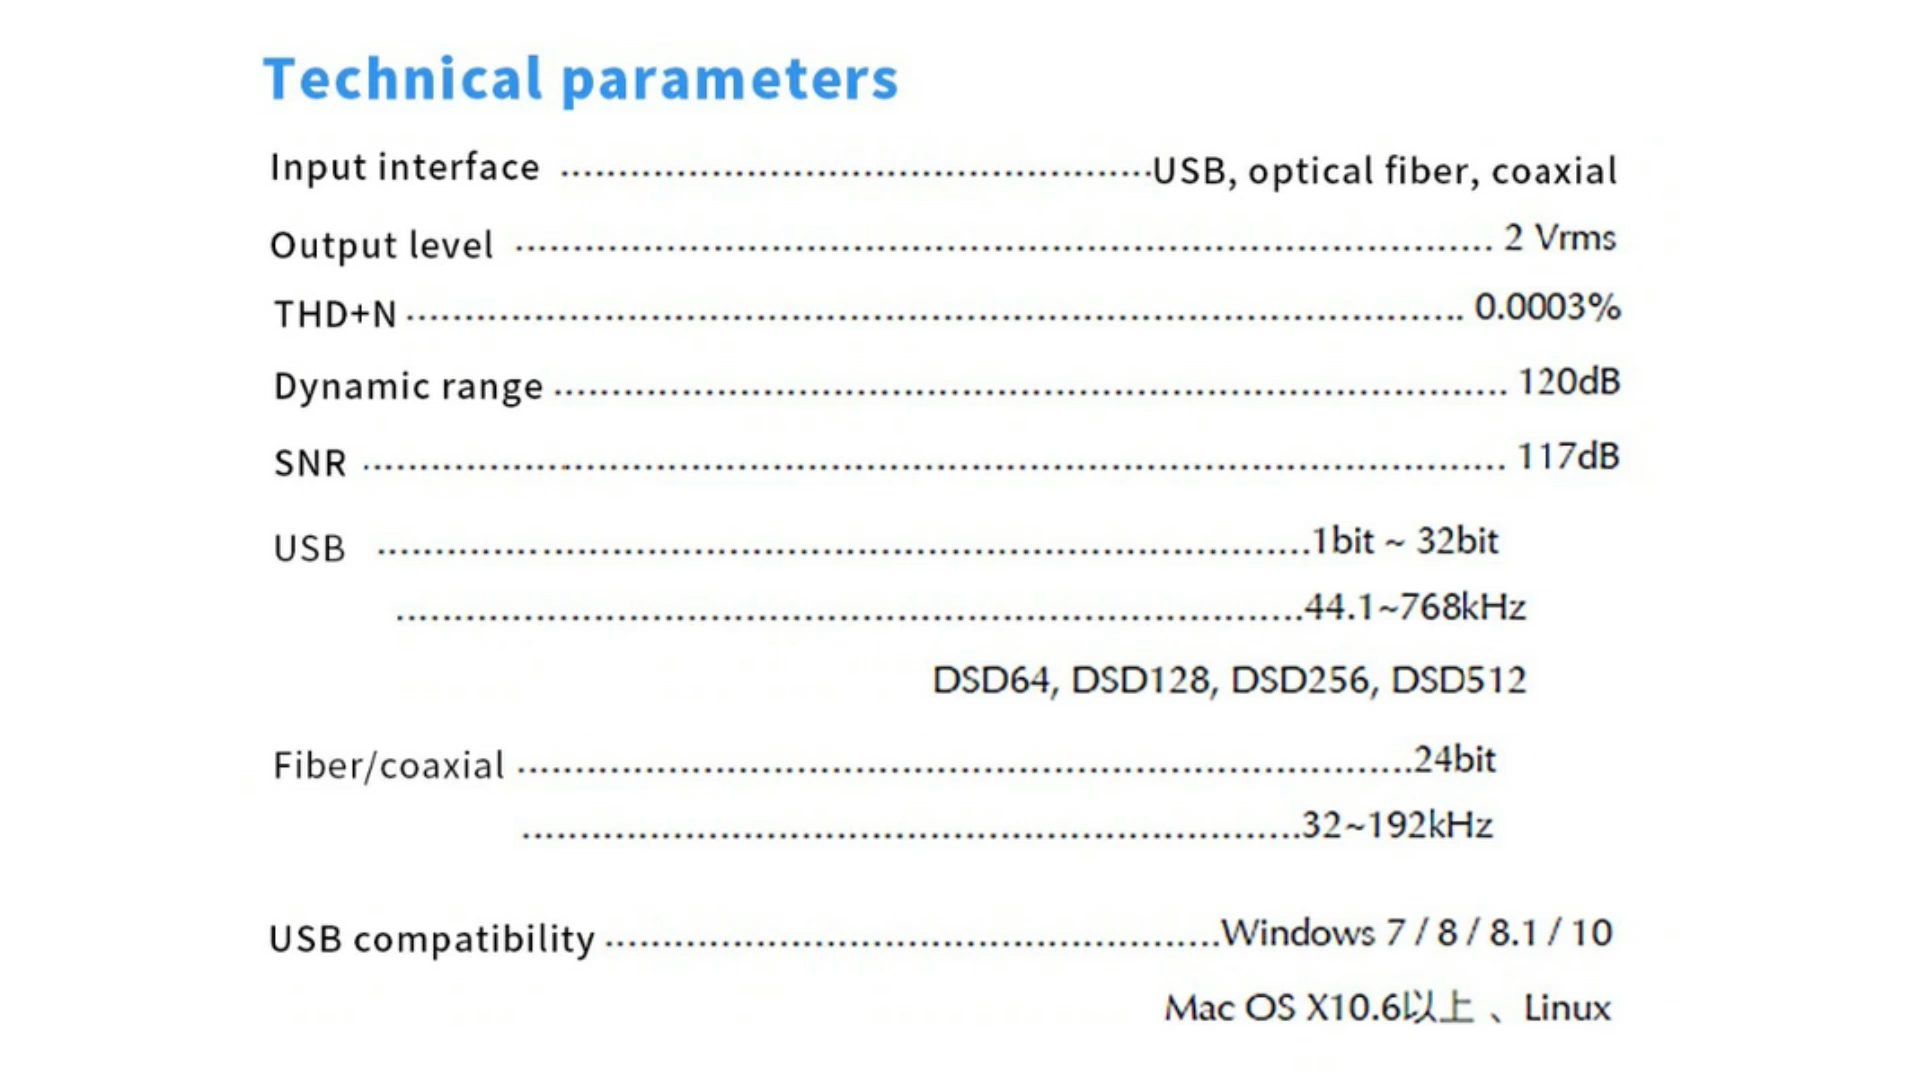 Technical parameters
Input interface ............................................................USB, optical fiber, coaxial
Output level .................................................................................................... 2 Vrms
THD+N ............................................................................................................ 0.0003%
Dynamic range ................................................................................................. 120dB
SNR ..................................................................................................................... 117dB
USB ................................................................................................1bit ~ 32bit
..............................................................................................44.1~768kHz
DSD64, DSD128, DSD256, DSD512
Fiber/coaxial ............................................................................................24bit
................................................................................32~192kHz
USB compatibility ...............................................................Windows 7 / 8 / 8.1 / 10
Mac OS X10.6以上 、Linux